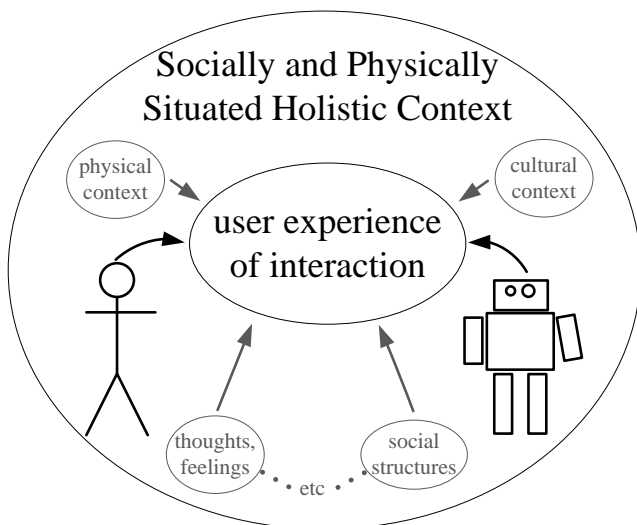 Socially and Physically
Situated Holistic Context
physical
context
cultural
context
user experience
of interaction
thoughts,
feelings
social
structures
etc